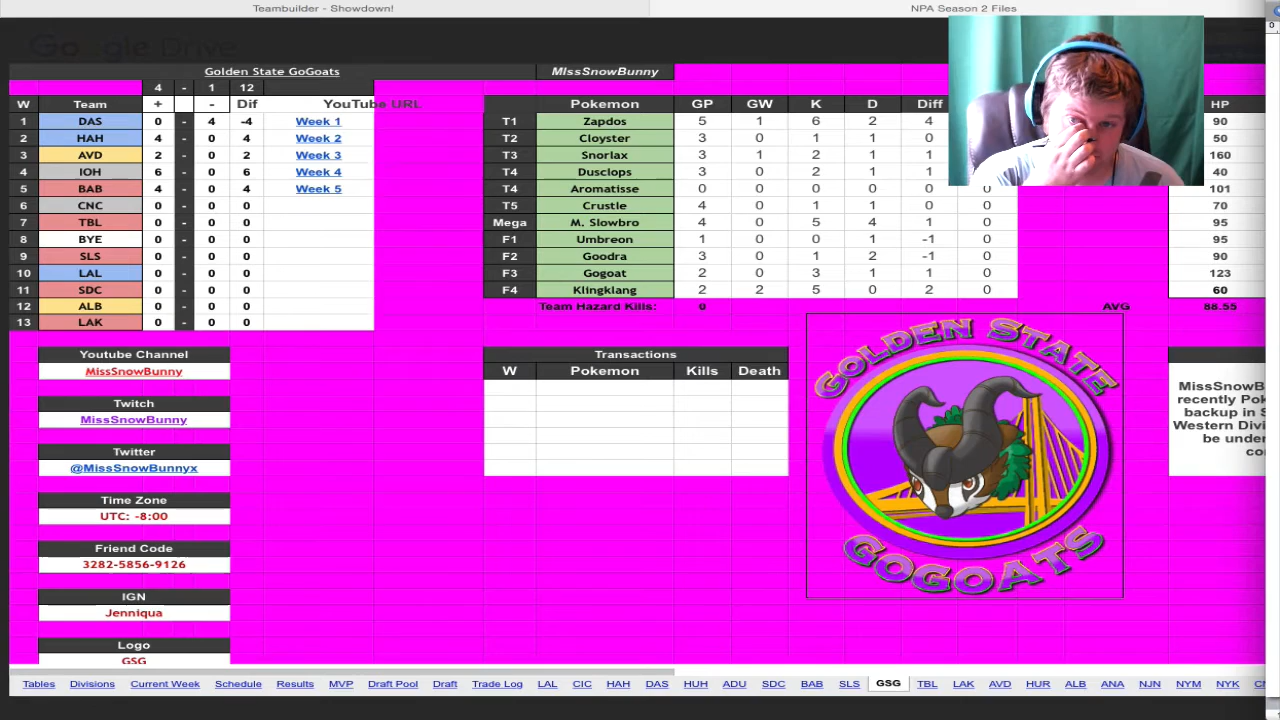 Teambuilder - Showdown! NPA Season 2 Files
Google Drive
Golden State GoGoats MIssSnowBunny
4 - 1 12
W Team + - Dif YouTube URL Pokemon GP GW K D Diff HP
1 DAS 0 - 4 -4 Week 1 T1 Zapdos 5 1 6 2 4 90
2 HAH 4 - 0 4 Week 2 T2 Cloyster 3 0 1 1 0 50
3 AVD 2 - 0 2 Week 3 T3 Snorlax 3 1 2 1 1 160
4 IOH 6 - 0 6 Week 4 T4 Dusclops 3 0 2 1 1 40
5 BAB 4 - 0 4 Week 5 T4 Aromatisse 0 0 0 0 0 0 101
6 CNC 0 - 0 0 T5 Crustle 4 0 1 1 0 0 70
7 TBL 0 - 0 0 Mega M. Slowbro 4 0 5 4 1 0 95
8 BYE 0 - 0 0 F1 Umbreon 1 0 0 1 -1 0 95
9 SLS 0 - 0 0 F2 Goodra 3 0 1 2 -1 0 90
10 LAL 0 - 0 0 F3 Gogoat 2 0 3 1 1 0 123
11 SDC 0 - 0 0 F4 Klingklang 2 2 5 0 2 0 60
12 ALB 0 - 0 0 Team Hazard Kills: 0 AVG 88.55
13 LAK 0 - 0 0
Youtube Channel
MissSnowBunny
Twitch
MissSnowBunny
Twitter
@MissSnowBunnyx
Time Zone
UTC: -8:00
Friend Code
3282-5856-9126
IGN
Jenniqua
Logo
GSG
Transactions
W Pokemon Kills Death
GOLDEN STATE
GOGOATS
MissSnowB
recently Pok
backup in S
Western Divi
be under
co
Tables Divisions Current Week Schedule Results MVP Draft Pool Draft Trade Log LAL CIC HAH DAS HUH ADU SDC BAB SLS GSG TBL LAK AVD HUR ALB ANA NJN NYM NYK